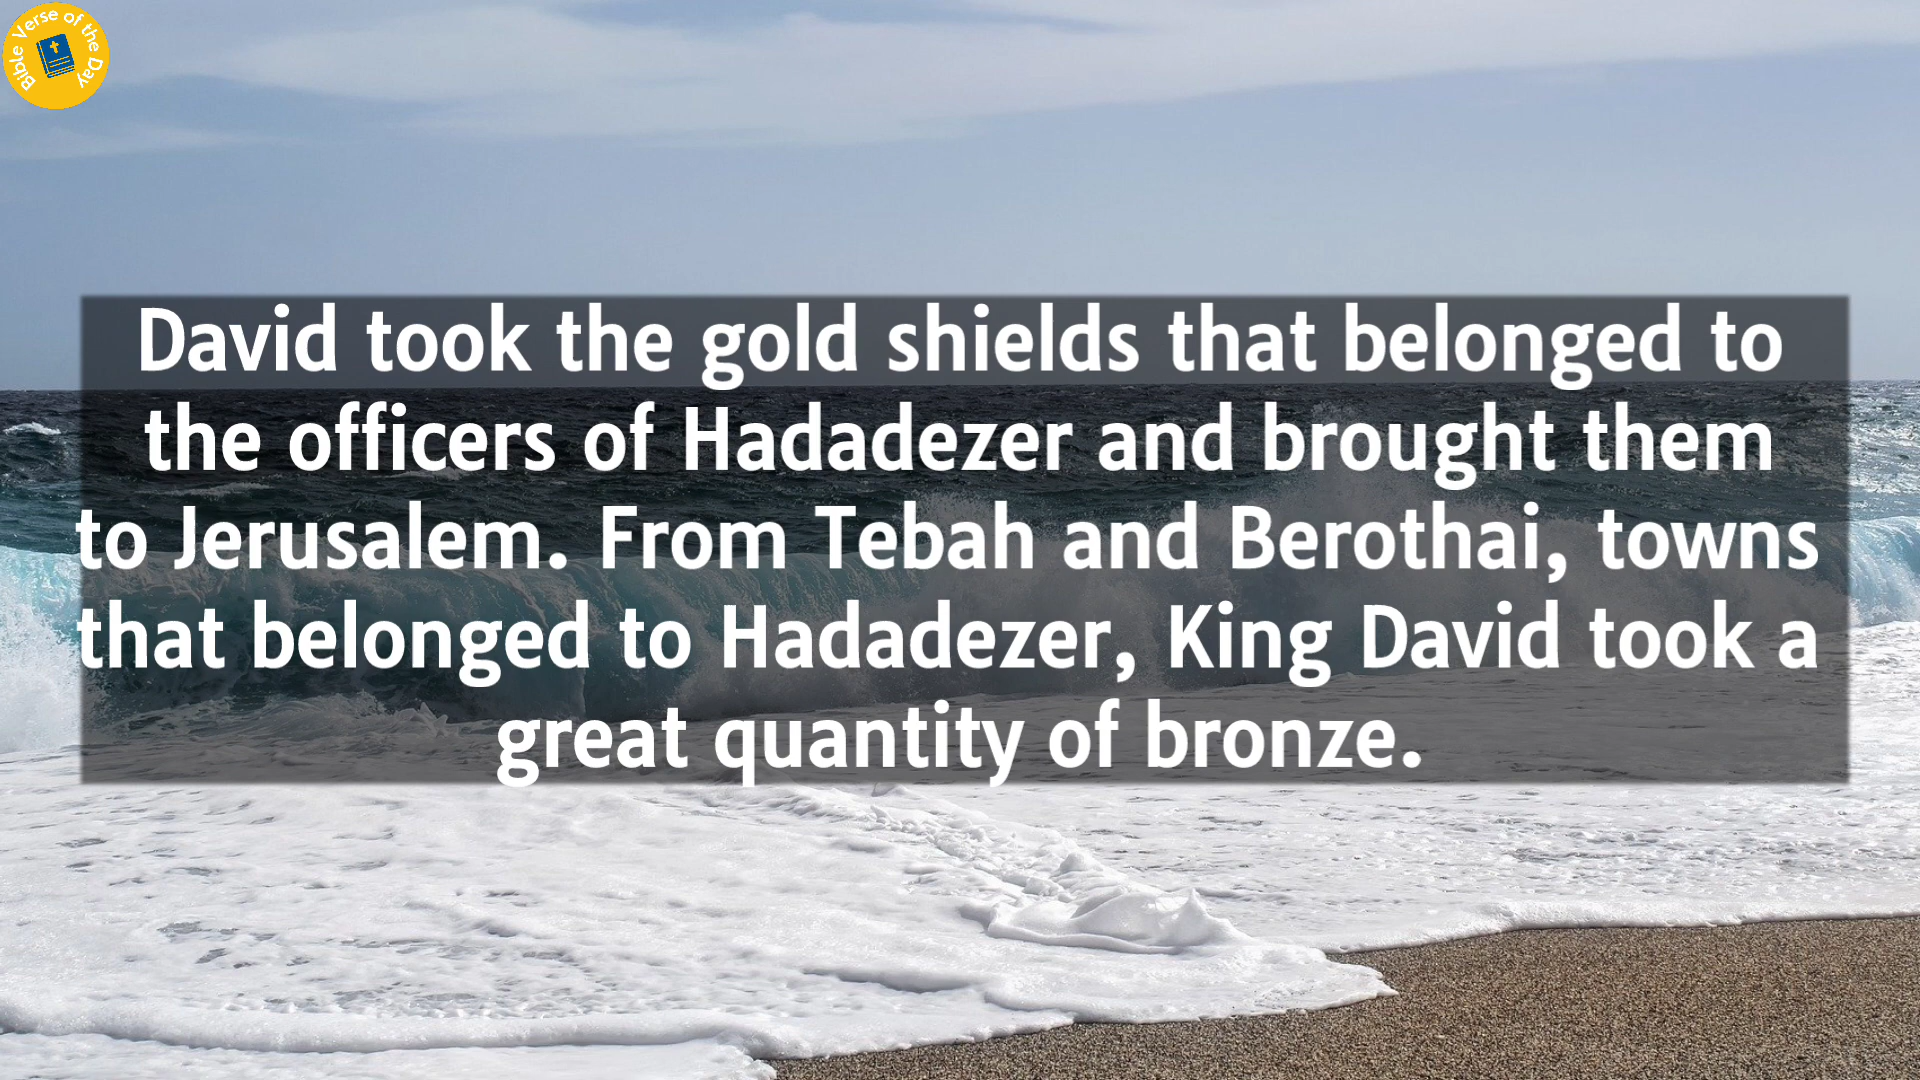 Bible Verse of the Day
David took the gold shields that belonged to
the officers of Hadadezer and brought them
to Jerusalem. From Tebah and Berothai, towns
that belonged to Hadadezer, King David took a
great quantity of bronze.